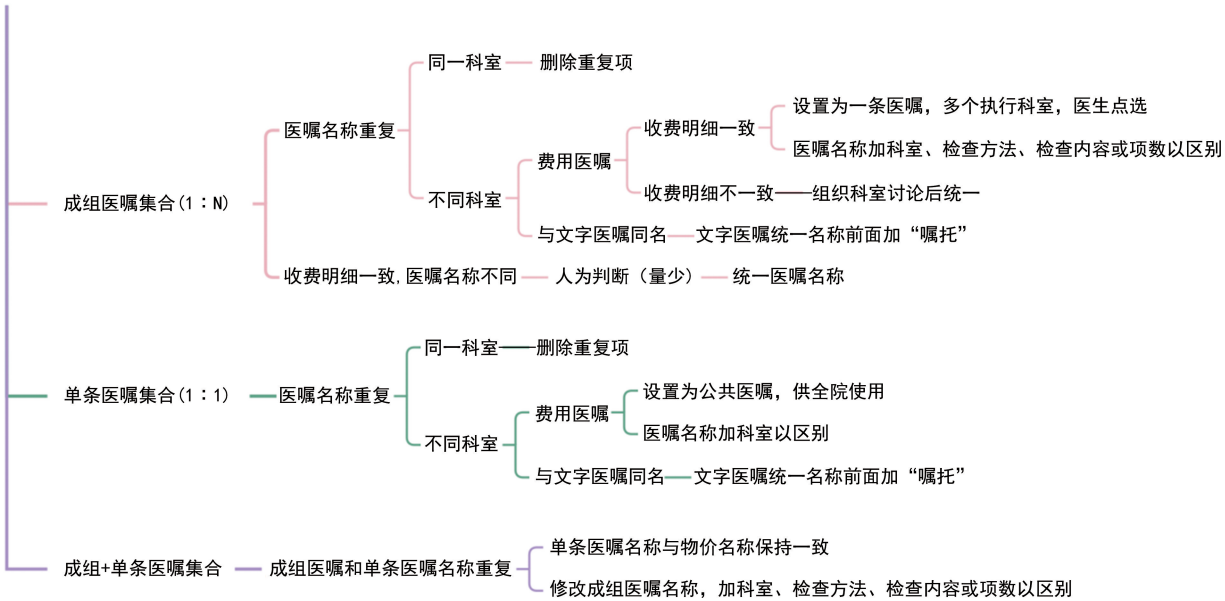 同一科室
删除重复项
设置为一条医嘱，多个执行科室，医生点选
收费明细一致
医嘱名称重复
医嘱名称加科室、检查方法、检查内容或项数以区别
费用医嘱
收费明细不一致
组织科室讨论后统一
不同科室
成组医嘱集合(1：N)
与文字医嘱同名
文字医嘱统一名称前面加“嘱托”
收费明细一致,医嘱名称不同
人为判断（量少）
统一医嘱名称
同一科室
删除重复项
单条医嘱集合(1：1)
医嘱名称重复
设置为公共医嘱，供全院使用
费用医嘱
医嘱名称加科室以区别
不同科室
与文字医嘱同名
文字医嘱统一名称前面加“嘱托”
单条医嘱名称与物价名称保持一致
成组+单条医嘱集合
成组医嘱和单条医嘱名称重复
修改成组医嘱名称，加科室、检查方法、检查内容或项数以区别